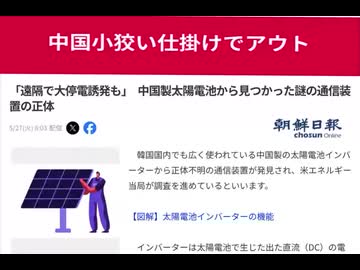 中国小狡い仕掛けでアウト
「遠隔で大停電誘発も」 中国製太陽電池から見つかった謎の通信装
置の正体
5/27(火) 8:03 配信
朝鮮日報
chosun Online
韓国国内でも広く使われている中国製の太陽電池インバ
ーターから正体不明の通信装置が発見され、米エネルギー
当局が調査を進めているといいます。
【図解】太陽電池インバーターの機能
インバーターは太陽電池で生じた出た直流（DC）の電